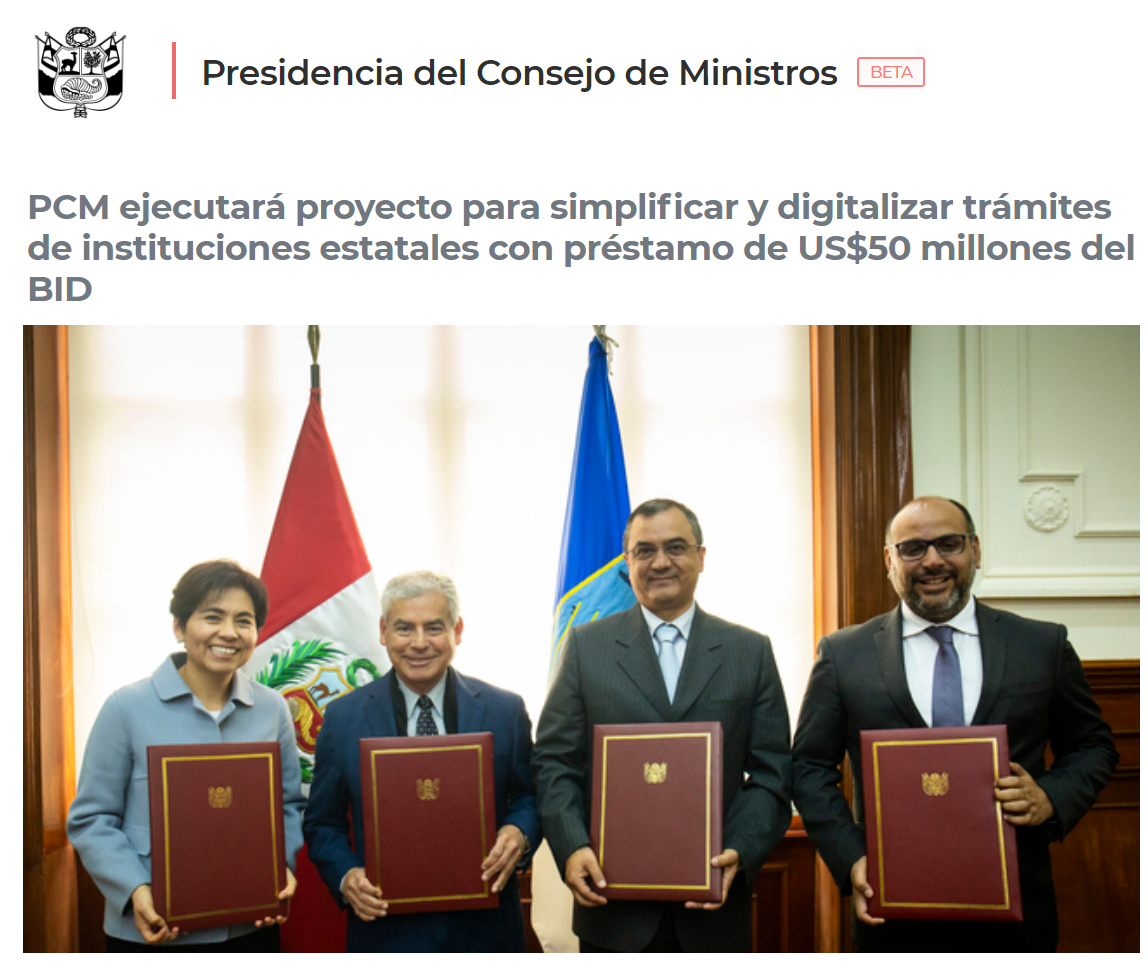 Presidencia del Consejo de Ministros BETA
PCM ejecutará proyecto para simplificar y digitalizar trámites
de instituciones estatales con préstamo de US$50 millones del
BID